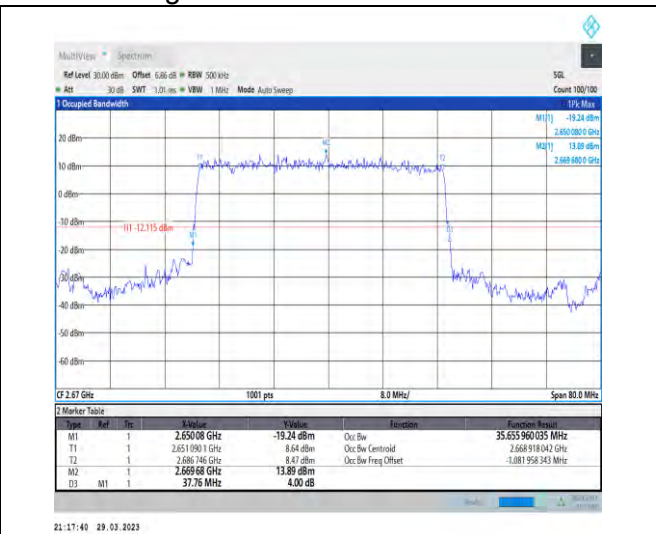 MultiView Spectrum
Ref Level 30.00 dBm Offset 6.86 dB RBW 500 kHz SGL
Att 30 dB SWT 1.01 ms VBW 1 MHz Mode Auto Sweep Count 100/100
1 Occupied Bandwidth 1Pk Max
M1[1] -19.24 dBm
2.650 080 0 GHz
M2[1] 13.89 dBm
2.669 680 0 GHz
20 dBm
M2
T1 T2
10 dBm
0 dBm
-10 dBm
H1 -12.115 dBm
M1
-20 dBm
-30 dBm
-40 dBm
-50 dBm
-60 dBm
CF 2.67 GHz 1001 pts 8.0 MHz/ Span 80.0 MHz
2 Marker Table
Type Ref Trc X-Value Y-Value Function Function Result
M1 1 2.650 08 GHz -19.24 dBm Occ Bw 35.655 960 035 MHz
T1 1 2.651 090 1 GHz 8.64 dBm Occ Bw Centroid 2.668 918 042 GHz
T2 1 2.686 746 GHz 8.47 dBm Occ Bw Freq Offset -1.081 958 343 MHz
M2 1 2.669 68 GHz 13.89 dBm
D3 M1 1 37.76 MHz 4.00 dB
21:17:40 29.03.2023